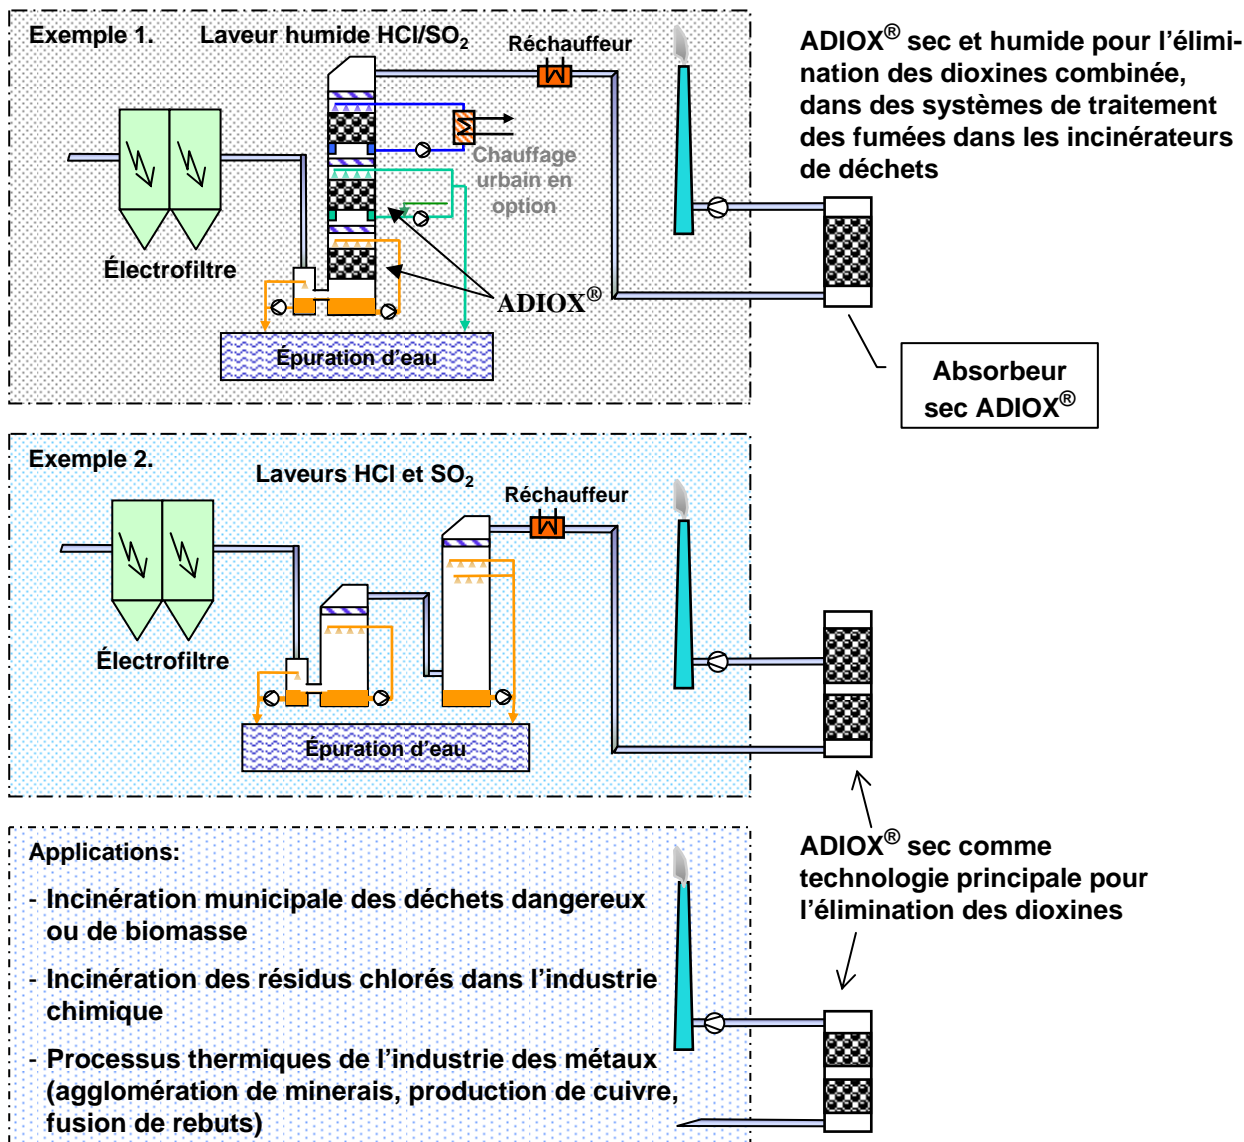 Exemple 1.
Laveur humide HCl/SO₂
Réchauffeur
Chauffage
urbain en
option
Électrofiltre
ADIOX®
Épuration d’eau
ADIOX® sec et humide pour l’élimi-
nation des dioxines combinée,
dans des systèmes de traitement
des fumées dans les incinérateurs
de déchets
Absorbeur
sec ADIOX®
Exemple 2.
Laveurs HCl et SO₂
Réchauffeur
Électrofiltre
Épuration d’eau
ADIOX® sec comme
technologie principale pour
l’élimination des dioxines
Applications:
- Incinération municipale des déchets dangereux
ou de biomasse
- Incinération des résidus chlorés dans l’industrie
chimique
- Processus thermiques de l’industrie des métaux
(agglomération de minerais, production de cuivre,
fusion de rebuts)